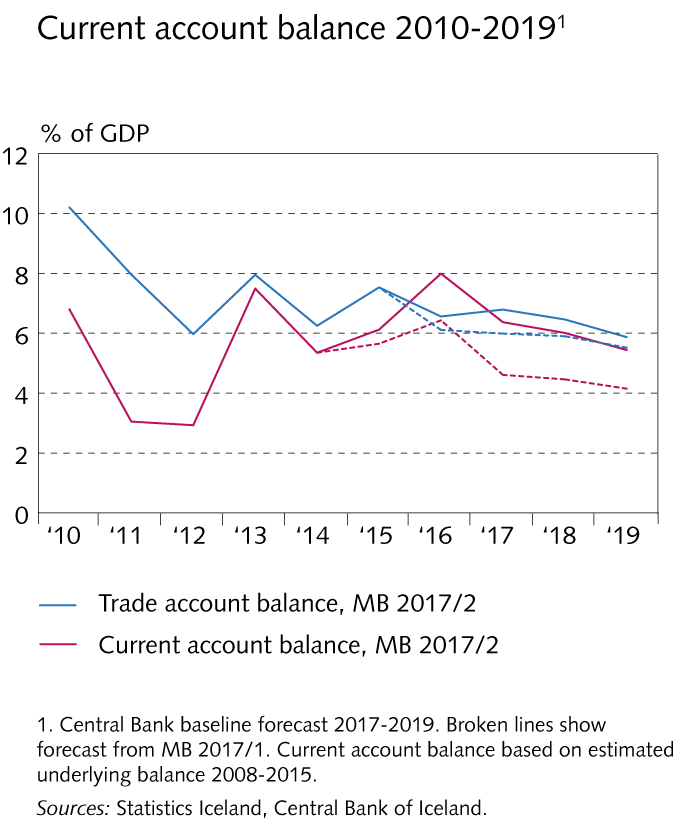 Current account balance 2010-2019¹
% of GDP
12
10
8
6
4
2
0
‘10 ‘11 ‘12 ‘13 ‘14 ‘15 ‘16 ‘17 ‘18 ‘19
Trade account balance, MB 2017/2
Current account balance, MB 2017/2
1. Central Bank baseline forecast 2017-2019. Broken lines show
forecast from MB 2017/1. Current account balance based on estimated
underlying balance 2008-2015.
Sources: Statistics Iceland, Central Bank of Iceland.